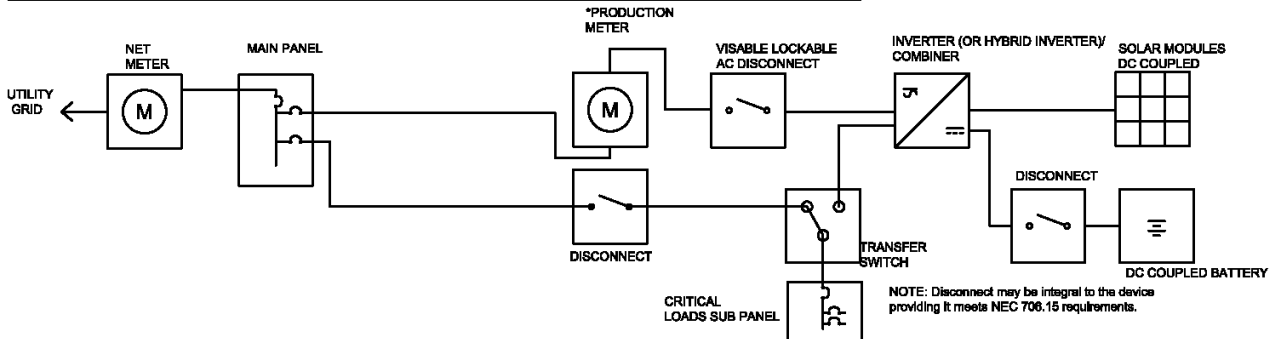 *PRODUCTION
METER
NET
METER
MAIN PANEL
VISABLE LOCKABLE
AC DISCONNECT
INVERTER (OR HYBRID INVERTER)/
COMBINER
SOLAR MODULES
DC COUPLED
UTILITY
GRID
M
M
DISCONNECT
DISCONNECT
TRANSFER
SWITCH
DC COUPLED BATTERY
CRITICAL
LOADS SUB PANEL
NOTE: Disconnect may be integral to the device
providing it meets NEC 706.15 requirements.